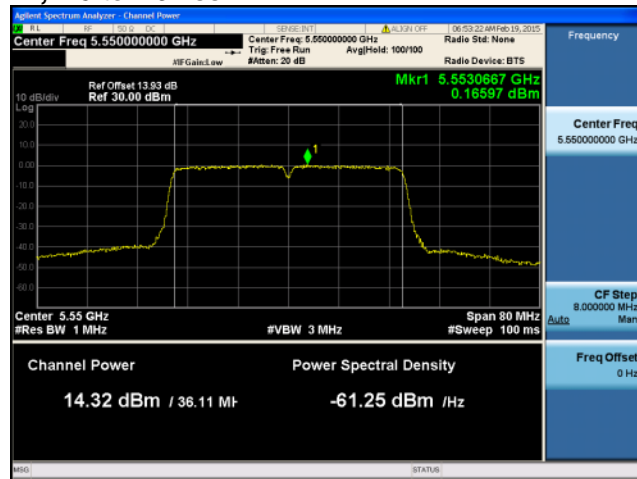 Agilent Spectrum Analyzer - Channel Power
RL RF 50 Ω DC SENSE:INT ALIGN OFF 06:53:22 AM Feb 19, 2015
Center Freq 5.550000000 GHz
Center Freq: 5.550000000 GHz
Radio Std: None
Trig: Free Run Avg|Hold: 100/100
#IFGain:Low
#Atten: 20 dB
Radio Device: BTS
Frequency
Mkr1 5.5530667 GHz
0.16597 dBm
Ref Offset 13.93 dB
10 dB/div Ref 30.00 dBm
Log
20.0
10.0
0.00
-10.0
-20.0
-30.0
-40.0
-50.0
-60.0
1
Center Freq
5.550000000 GHz
Center 5.55 GHz
Span 80 MHz
#Res BW 1 MHz
#VBW 3 MHz
#Sweep 100 ms
CF Step
8.000000 MHz
Auto Man
Freq Offset
0 Hz
Channel Power
Power Spectral Density
14.32 dBm / 36.11 MH
-61.25 dBm /Hz
MSG
STATUS